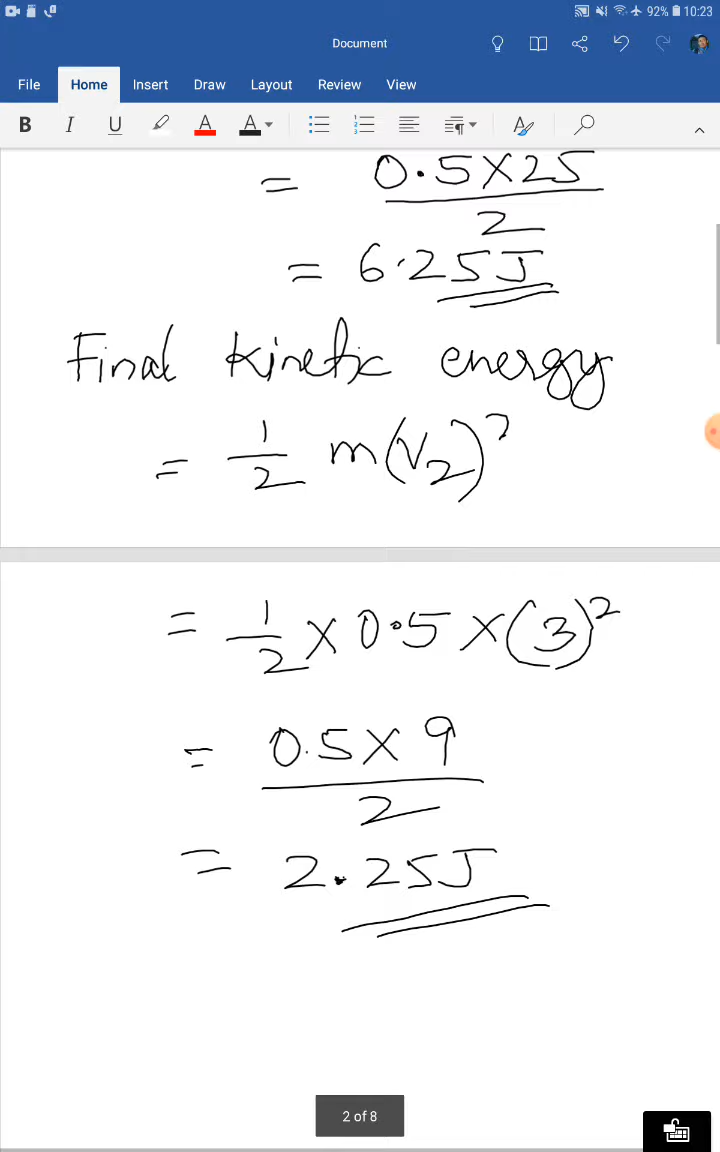 92% 10:23
Document
File Home Insert Draw Layout Review View
B I U A A
= 0.5×25
2
= 6.25J
Final kinetic energy
= 1/2 m(V₂)²
= 1/2 × 0.5 × (3)²
= 0.5 × 9
2
= 2.25J
2 of 8